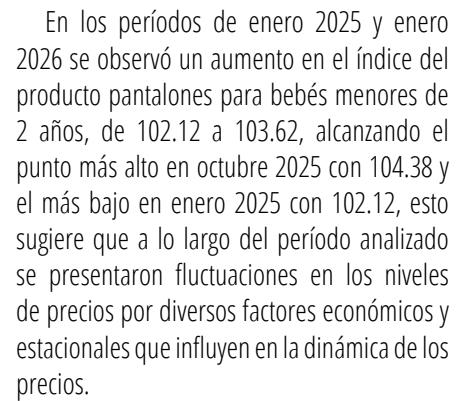 En los períodos de enero 2025 y enero
2026 se observó un aumento en el índice del
producto pantalones para bebés menores de
2 años, de 102.12 a 103.62, alcanzando el
punto más alto en octubre 2025 con 104.38 y
el más bajo en enero 2025 con 102.12, esto
sugiere que a lo largo del período analizado
se presentaron fluctuaciones en los niveles
de precios por diversos factores económicos y
estacionales que influyen en la dinámica de los
precios.